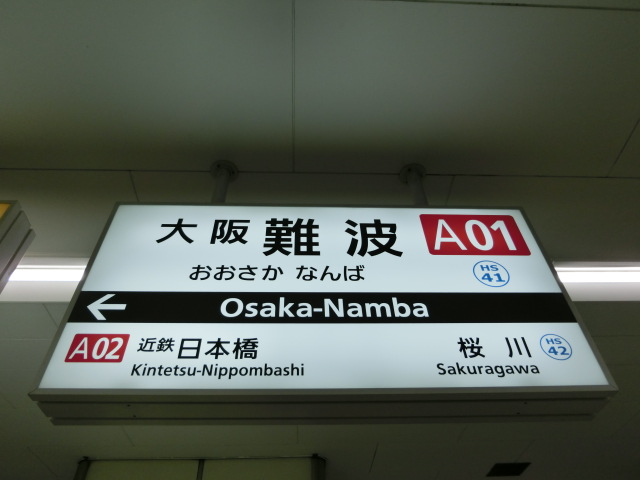 大阪 難波 A01
おおさか なんば HS 41
Osaka-Namba
A02 近鉄 日本橋 桜川 HS 42
Kintetsu-Nippombashi Sakuragawa